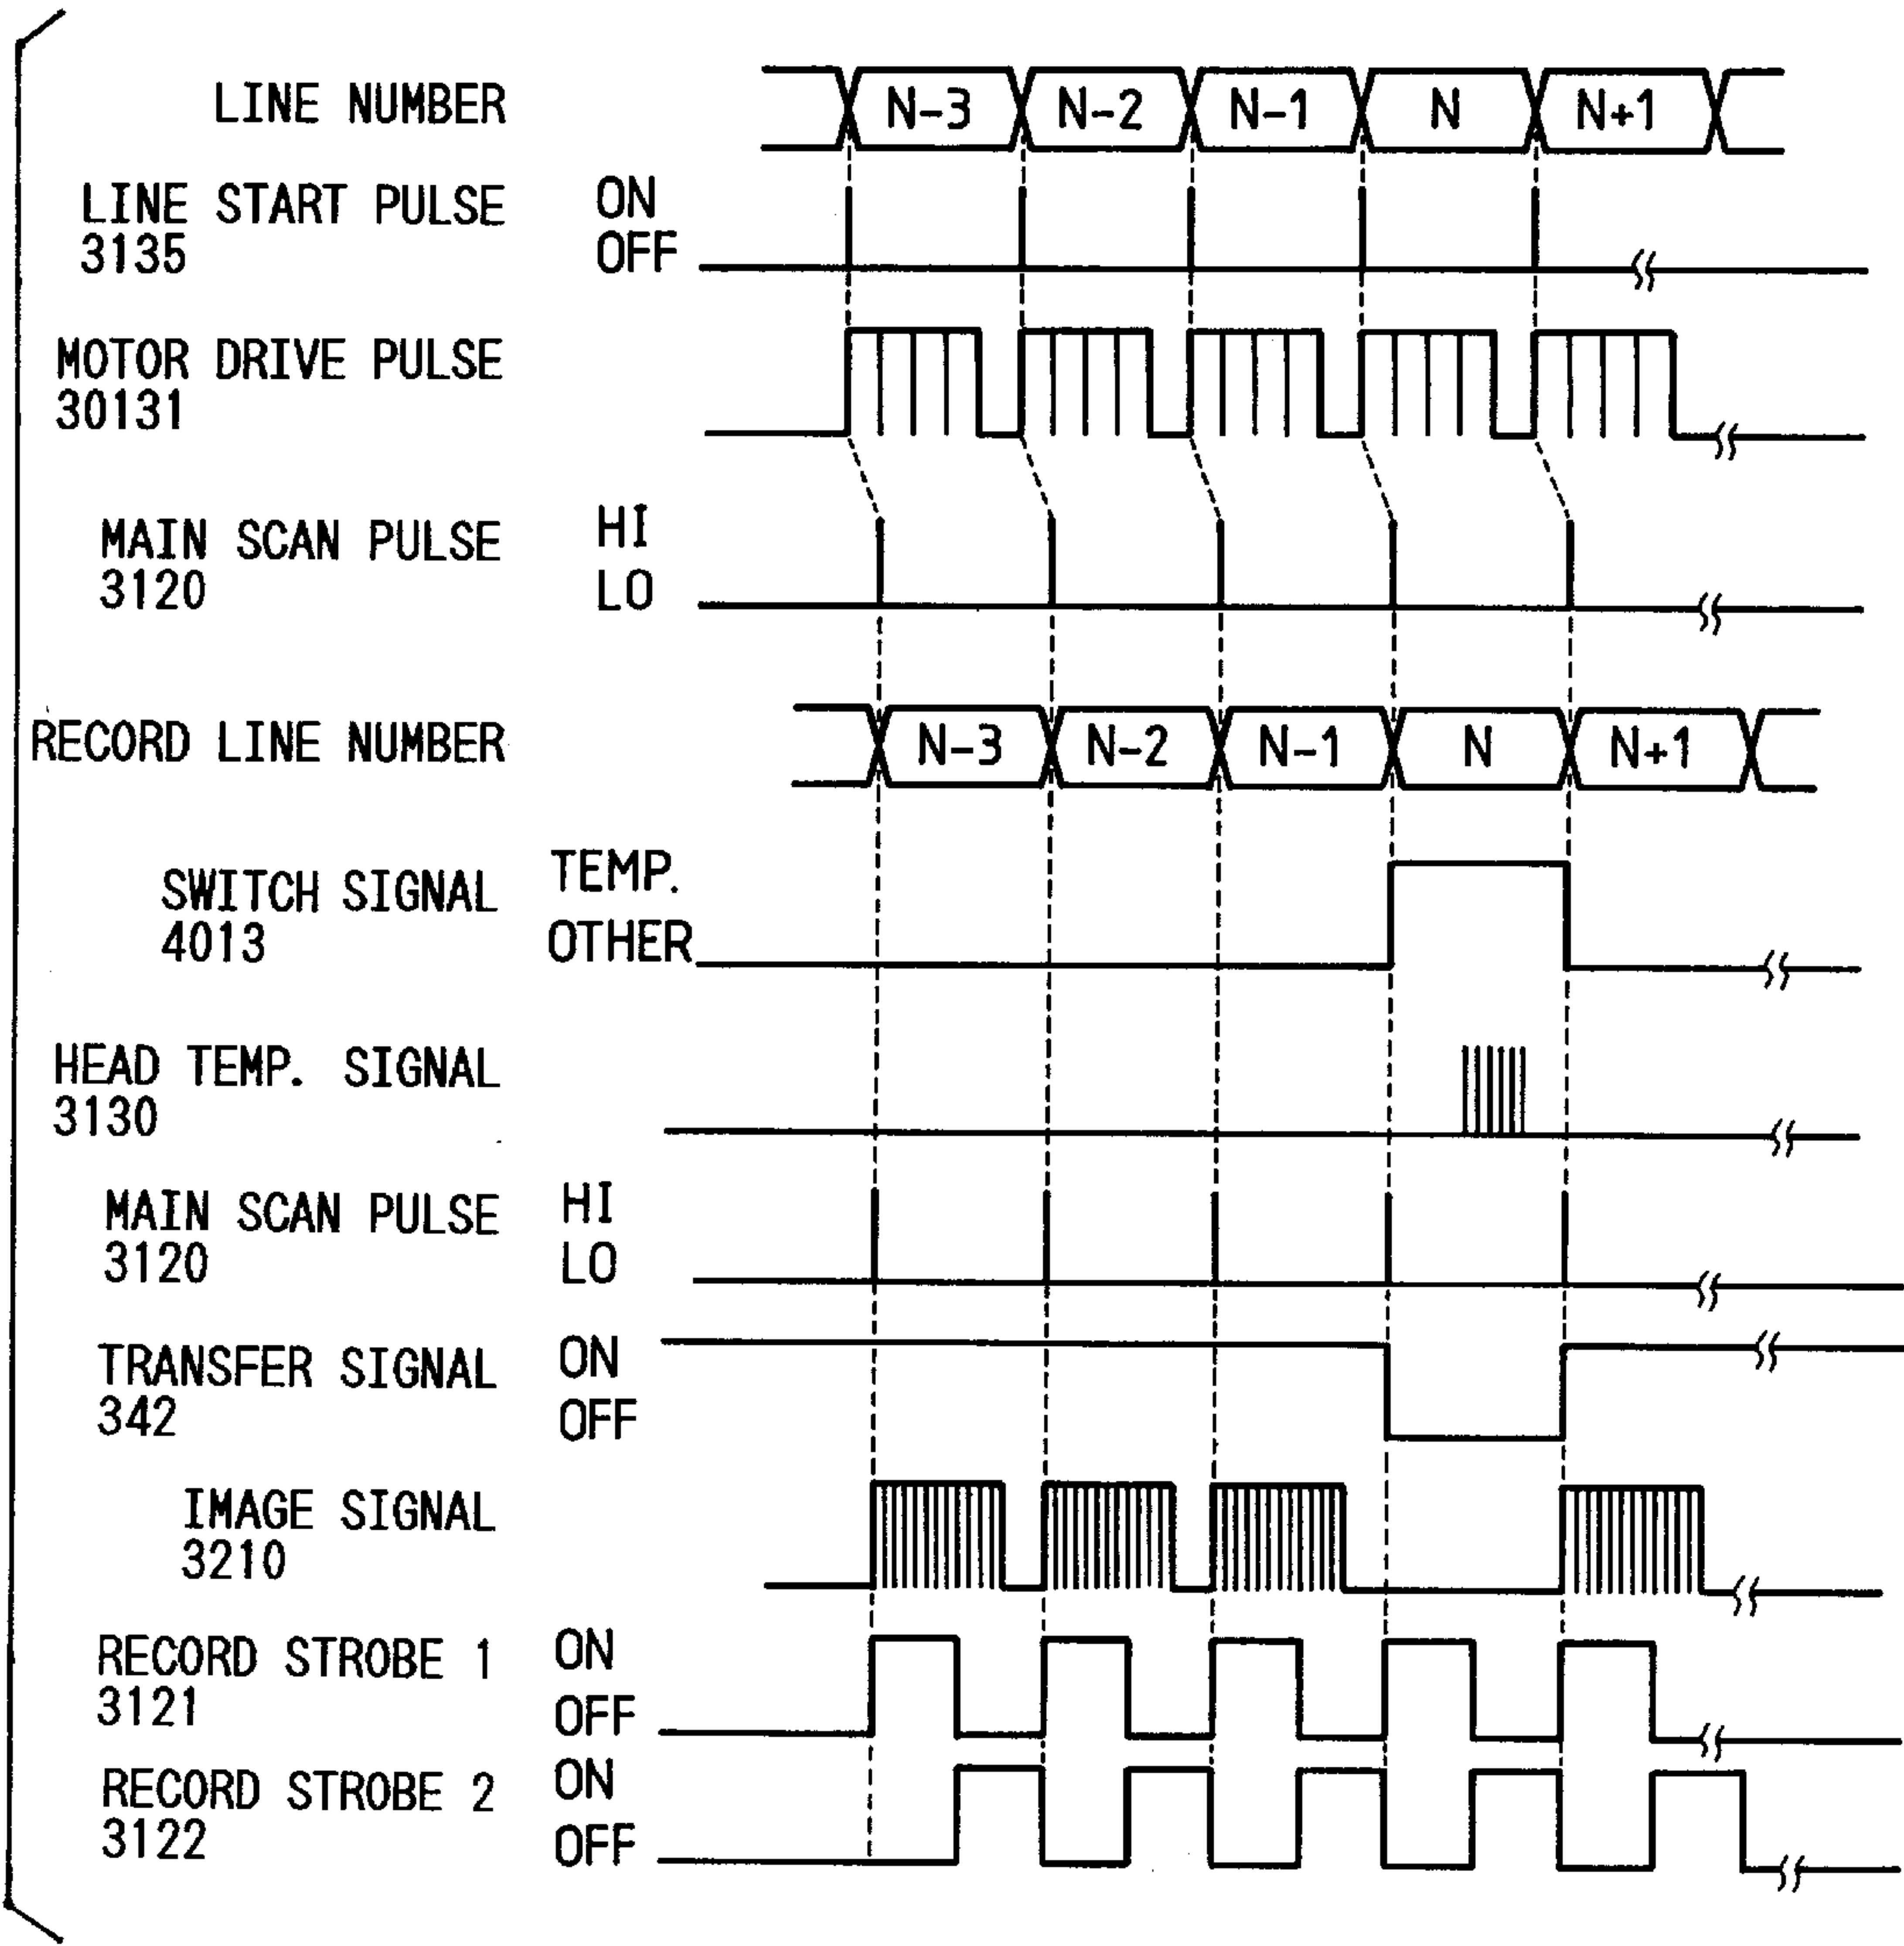 LINE NUMBER N-3 N-2 N-1 N N+1
LINE START PULSE ON
3135 OFF
MOTOR DRIVE PULSE
30131
MAIN SCAN PULSE HI
3120 LO
RECORD LINE NUMBER N-3 N-2 N-1 N N+1
SWITCH SIGNAL TEMP.
4013 OTHER
HEAD TEMP. SIGNAL
3130
MAIN SCAN PULSE HI
3120 LO
TRANSFER SIGNAL ON
342 OFF
IMAGE SIGNAL
3210
RECORD STROBE 1 ON
3121 OFF
RECORD STROBE 2 ON
3122 OFF